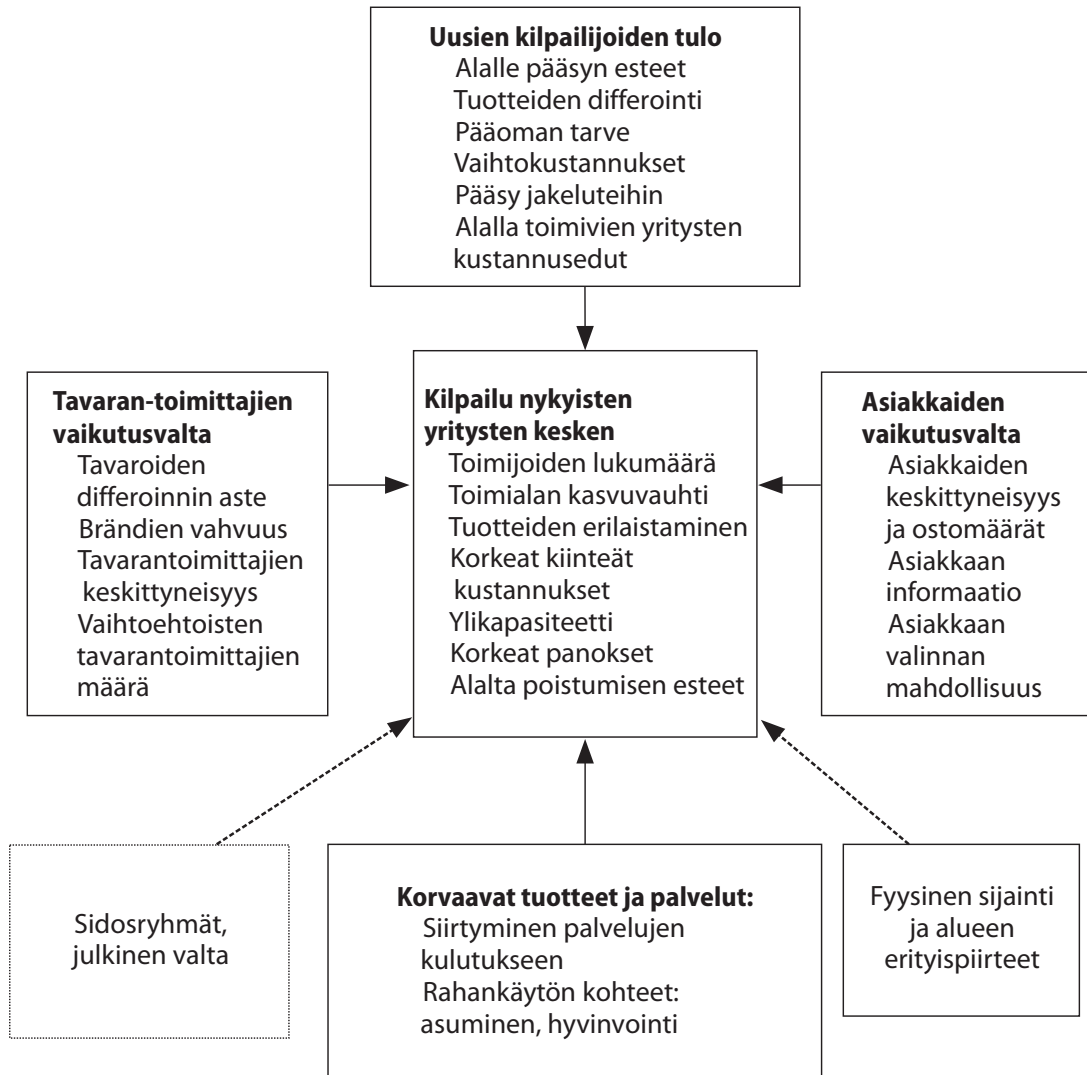 Uusien kilpailijoiden tulo
Alalle pääsyn esteet
Tuotteiden differointi
Pääoman tarve
Vaihtokustannukset
Pääsy jakeluteihin
Alalla toimivien yritysten
kustannusedut
Tavaran-toimittajien
vaikutusvalta
Tavaroiden
differoinnin aste
Brändien vahvuus
Tavarantoimittajien
keskittyneisyys
Vaihtoehtoisten
tavarantoimittajien
määrä
Kilpailu nykyisten
yritysten kesken
Toimijoiden lukumäärä
Toimialan kasvuvauhti
Tuotteiden erilaistaminen
Korkeat kiinteät
kustannukset
Ylikapasiteetti
Korkeat panokset
Alalta poistumisen esteet
Asiakkaiden
vaikutusvalta
Asiakkaiden
keskittyneisyys
ja ostomäärät
Asiakkaan
informaatio
Asiakkaan
valinnan
mahdollisuus
Sidosryhmät,
julkinen valta
Korvaavat tuotteet ja palvelut:
Siirtyminen palvelujen
kulutukseen
Rahankäytön kohteet:
asuminen, hyvinvointi
Fyysinen sijainti
ja alueen
erityispiirteet